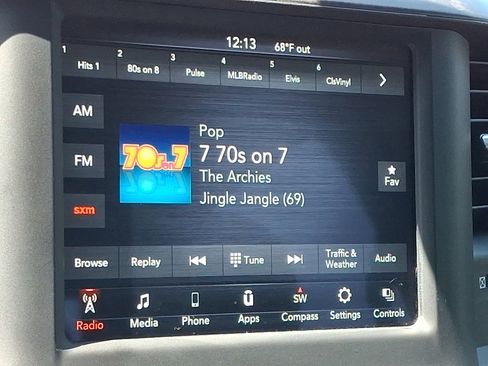 12:13 68°F out
1 Hits 1 2 80s on 8 3 Pulse 4 MLBRadio 5 Elvis 6 ClsVinyl
AM
FM
sxm
70s on 7
Pop
7 70s on 7
The Archies
Jingle Jangle (69)
Fav
Browse Replay Tune Traffic & Weather Audio
SW
Radio Media Phone Apps Compass Settings Controls